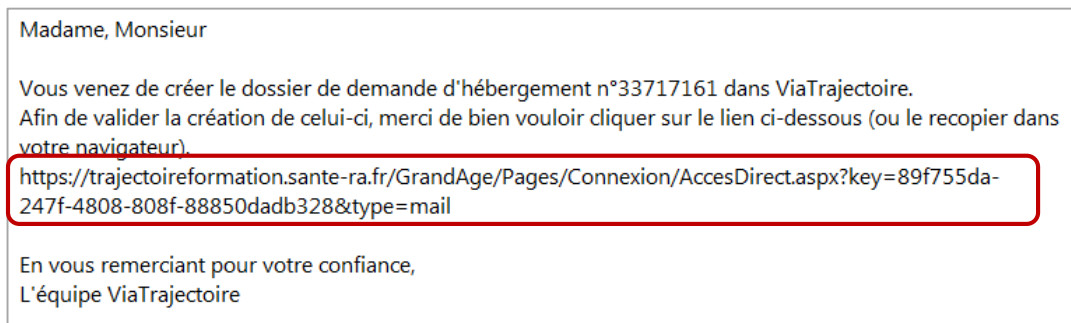 Madame, Monsieur
Vous venez de créer le dossier de demande d'hébergement n°33717161 dans ViaTrajectoire.
Afin de valider la création de celui-ci, merci de bien vouloir cliquer sur le lien ci-dessous (ou le recopier dans
votre navigateur).
https://trajectoireformation.sante-ra.fr/GrandAge/Pages/Connexion/AccesDirect.aspx?key=89f755da-
247f-4808-808f-88850dadb328&type=mail
En vous remerciant pour votre confiance,
L'équipe ViaTrajectoire